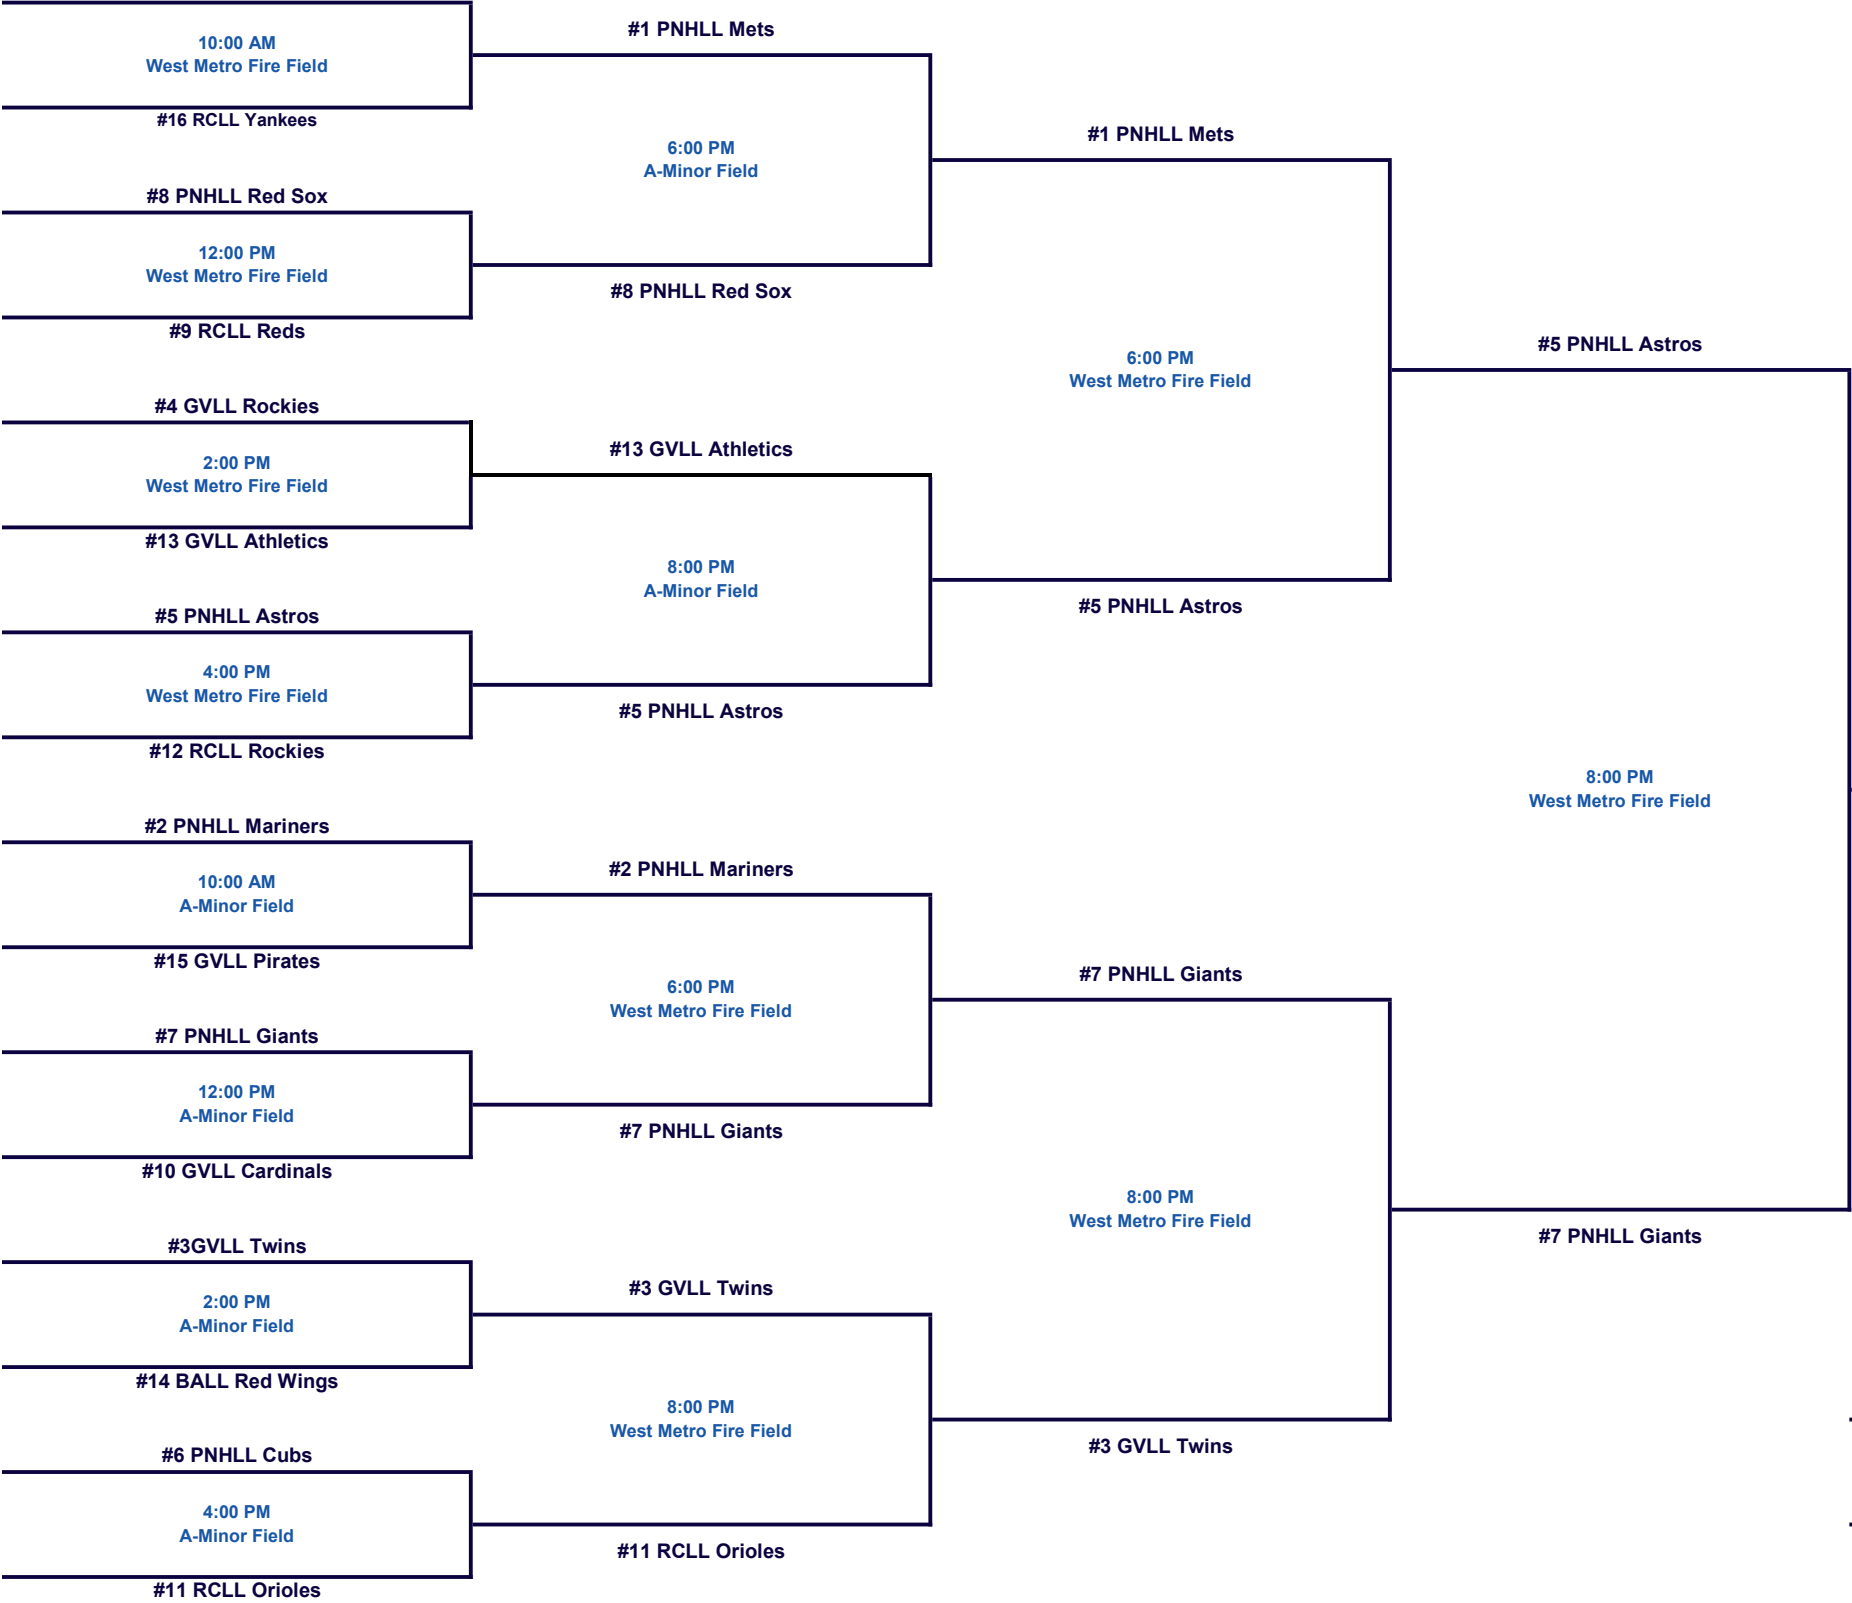 10:00 AM
West Metro Fire Field
#16 RCLL Yankees
#8 PNHLL Red Sox
12:00 PM
West Metro Fire Field
#9 RCLL Reds
#4 GVLL Rockies
2:00 PM
West Metro Fire Field
#13 GVLL Athletics
#5 PNHLL Astros
4:00 PM
West Metro Fire Field
#12 RCLL Rockies
#2 PNHLL Mariners
10:00 AM
A-Minor Field
#15 GVLL Pirates
#7 PNHLL Giants
12:00 PM
A-Minor Field
#10 GVLL Cardinals
#3GVLL Twins
2:00 PM
A-Minor Field
#14 BALL Red Wings
#6 PNHLL Cubs
4:00 PM
A-Minor Field
#11 RCLL Orioles
#1 PNHLL Mets
6:00 PM
A-Minor Field
#8 PNHLL Red Sox
#13 GVLL Athletics
8:00 PM
A-Minor Field
#5 PNHLL Astros
#2 PNHLL Mariners
6:00 PM
West Metro Fire Field
#7 PNHLL Giants
#3 GVLL Twins
8:00 PM
West Metro Fire Field
#11 RCLL Orioles
#1 PNHLL Mets
6:00 PM
West Metro Fire Field
#5 PNHLL Astros
#7 PNHLL Giants
8:00 PM
West Metro Fire Field
#3 GVLL Twins
#5 PNHLL Astros
8:00 PM
West Metro Fire Field
#7 PNHLL Giants